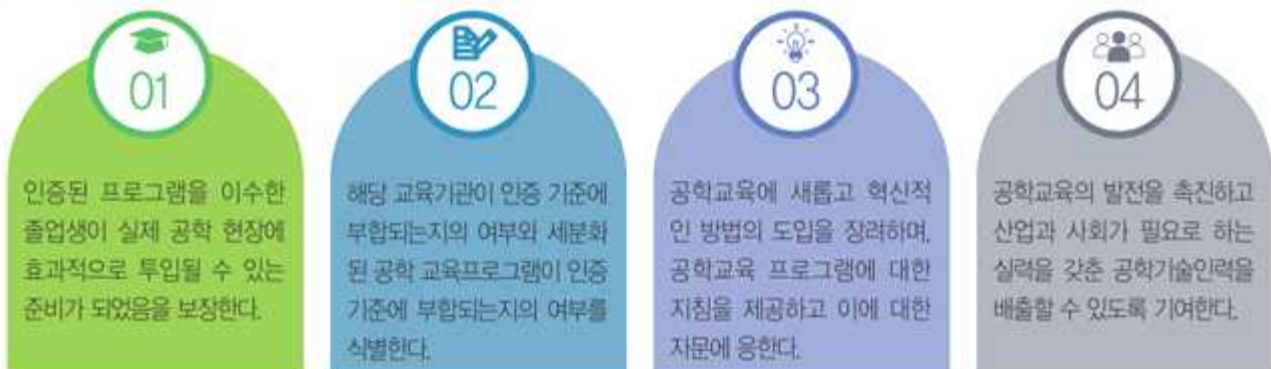 01
인증된 프로그램을 이수한
졸업생이 실제 공학 현장에
효과적으로 투입될 수 있는
준비가 되었음을 보장한다.
02
해당 교육기관이 인증 기준에
부합되는지의 여부와 세분화
된 공학 교육프로그램이 인증
기준에 부합되는지의 여부를
식별한다.
03
공학교육에 새롭고 혁신적
인 방법의 도입을 장려하며,
공학교육 프로그램에 대한
지침을 제공하고 이에 대한
자문에 응한다.
04
공학교육의 발전을 촉진하고
산업과 사회가 필요로 하는
실력을 갖춘 공학기술인력을
배출할 수 있도록 기여한다.